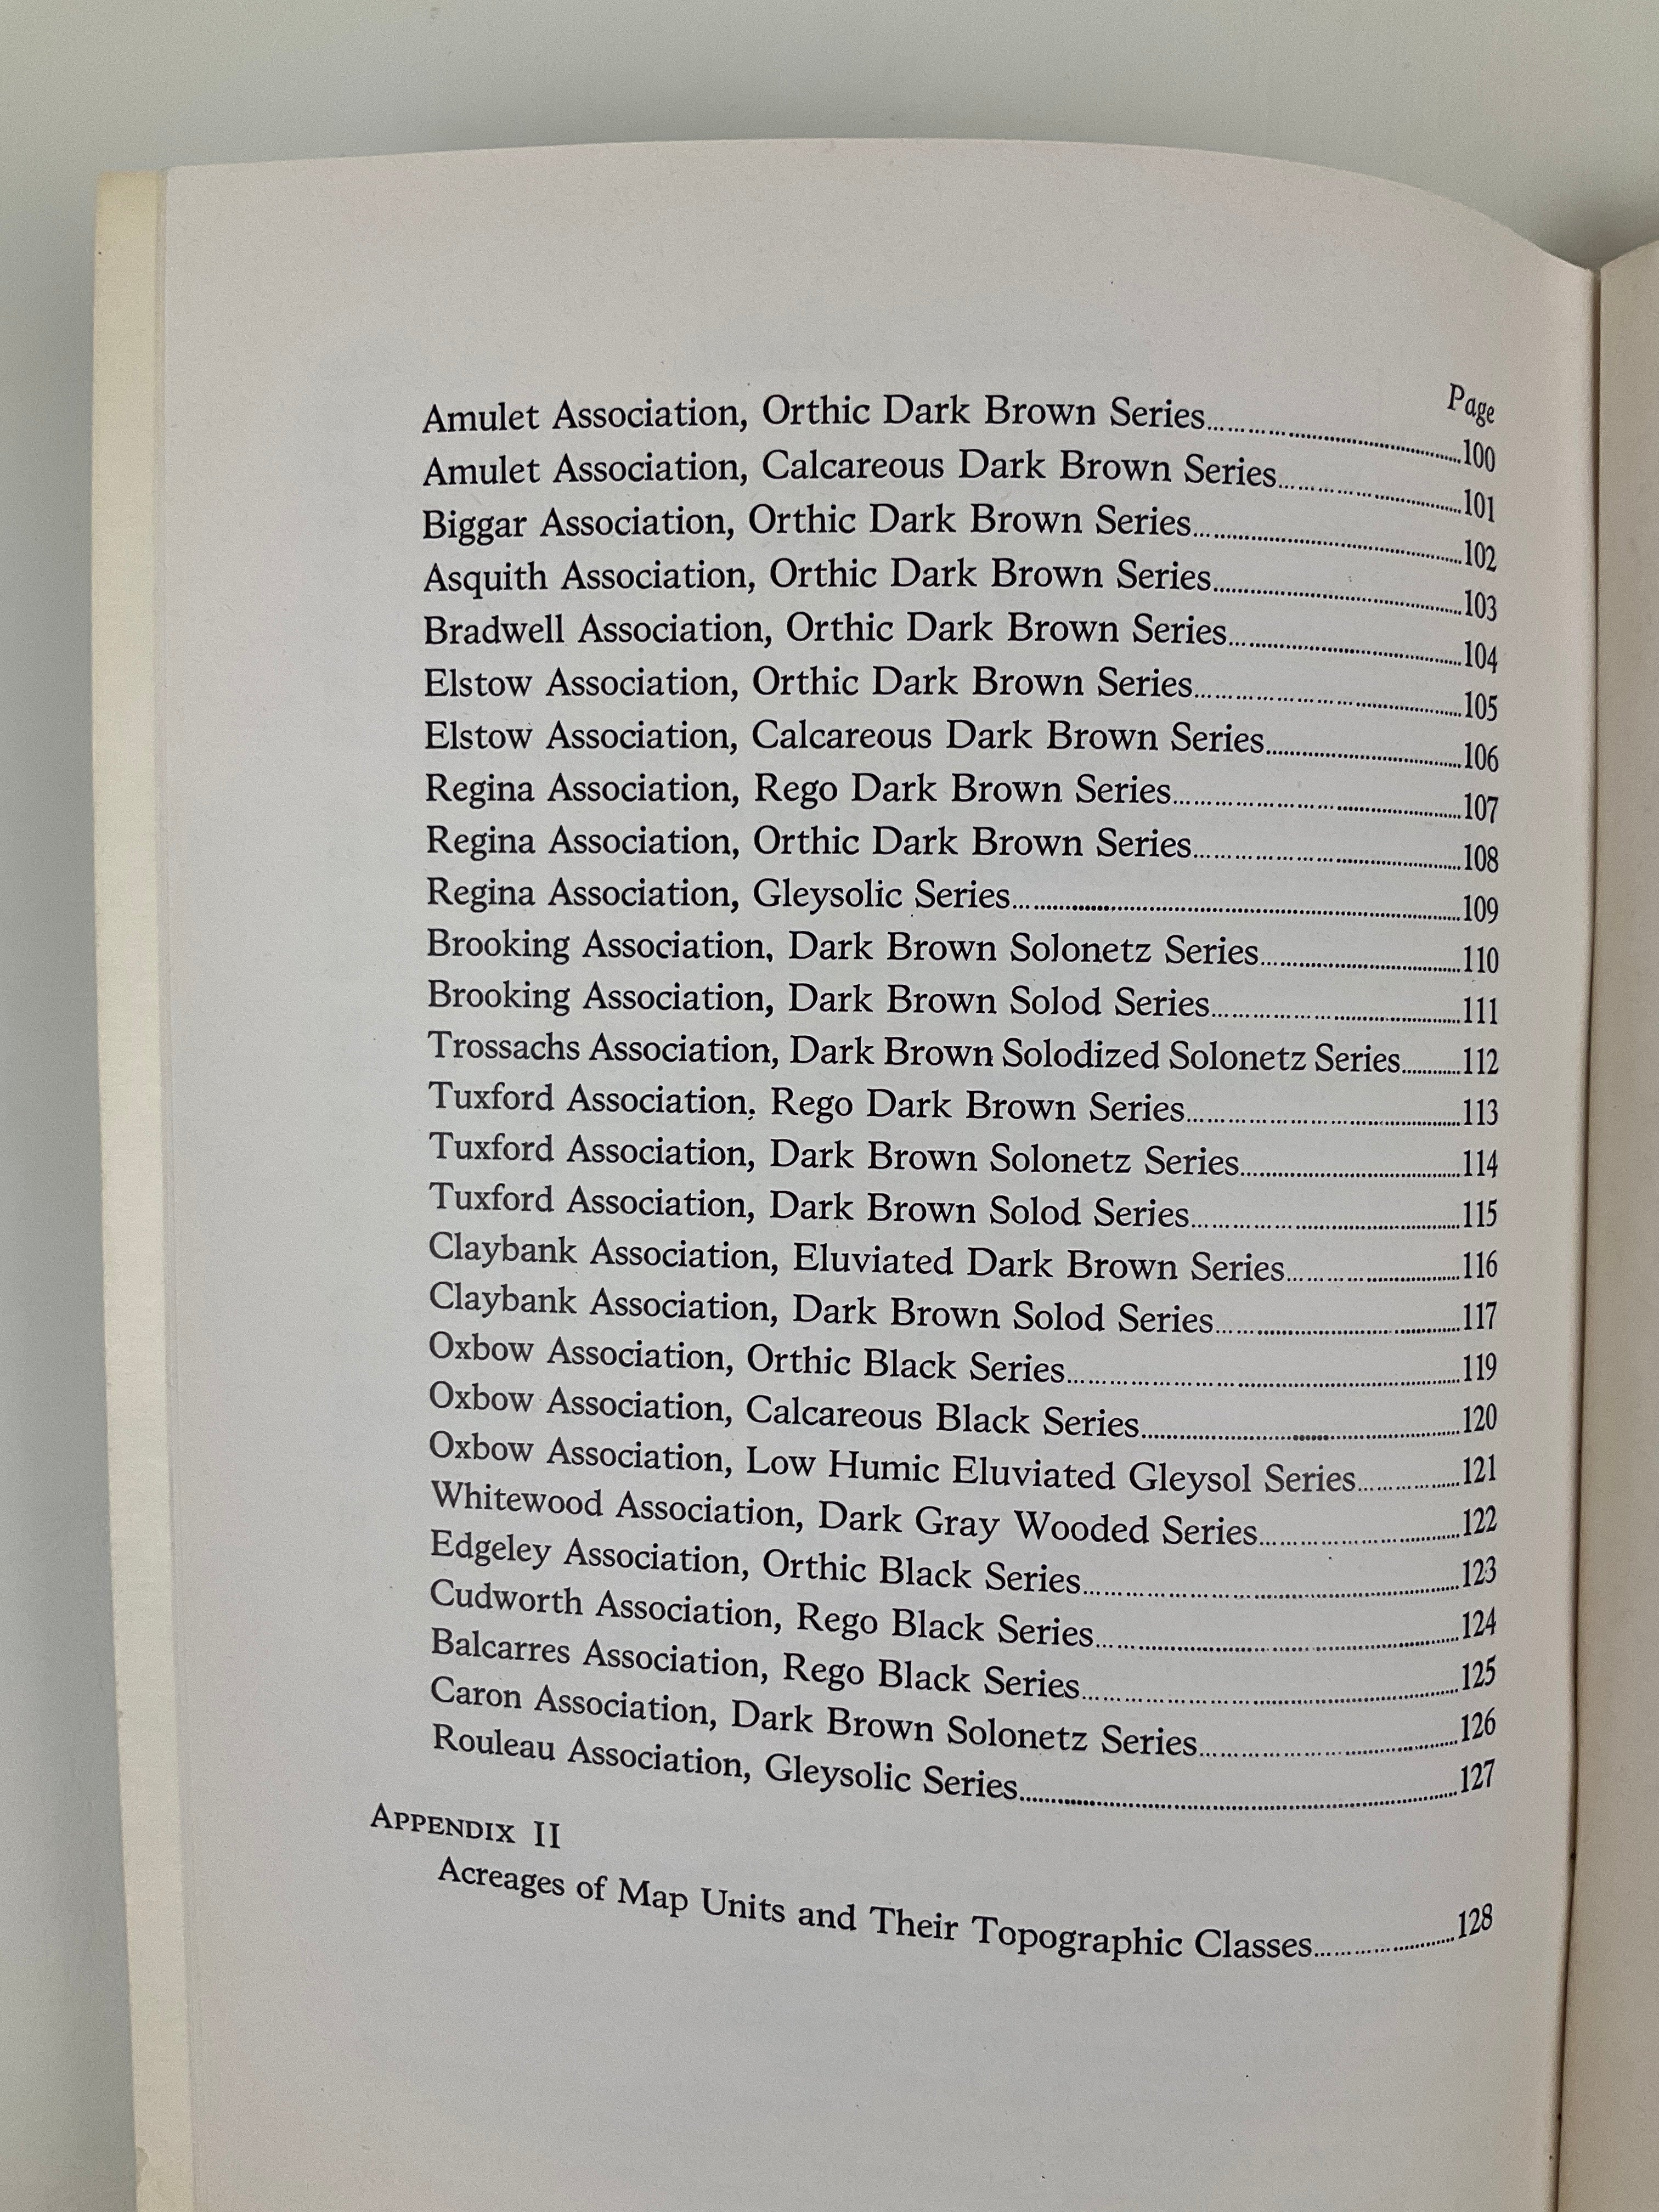 Page
Amulet Association, Orthic Dark Brown Series....................100
Amulet Association, Calcareous Dark Brown Series....................101
Biggar Association, Orthic Dark Brown Series....................102
Asquith Association, Orthic Dark Brown Series....................103
Bradwell Association, Orthic Dark Brown Series....................104
Elstow Association, Orthic Dark Brown Series....................105
Elstow Association, Calcareous Dark Brown Series....................106
Regina Association, Rego Dark Brown Series....................107
Regina Association, Orthic Dark Brown Series....................108
Regina Association, Gleysolic Series....................109
Brooking Association, Dark Brown Solonetz Series....................110
Brooking Association, Dark Brown Solod Series....................111
Trossachs Association, Dark Brown Solodized Solonetz Series..........112
Tuxford Association, Rego Dark Brown Series....................113
Tuxford Association, Dark Brown Solonetz Series....................114
Tuxford Association, Dark Brown Solod Series....................115
Claybank Association, Eluviated Dark Brown Series....................116
Claybank Association, Dark Brown Solod Series....................117
Oxbow Association, Orthic Black Series....................119
Oxbow Association, Calcareous Black Series....................120
Oxbow Association, Low Humic Eluviated Gleysol Series....................121
Whitewood Association, Dark Gray Wooded Series....................122
Edgeley Association, Orthic Black Series....................123
Cudworth Association, Rego Black Series....................124
Balcarres Association, Rego Black Series....................125
Caron Association, Dark Brown Solonetz Series....................126
Rouleau Association, Gleysolic Series....................127
APPENDIX II
Acreages of Map Units and Their Topographic Classes....................128